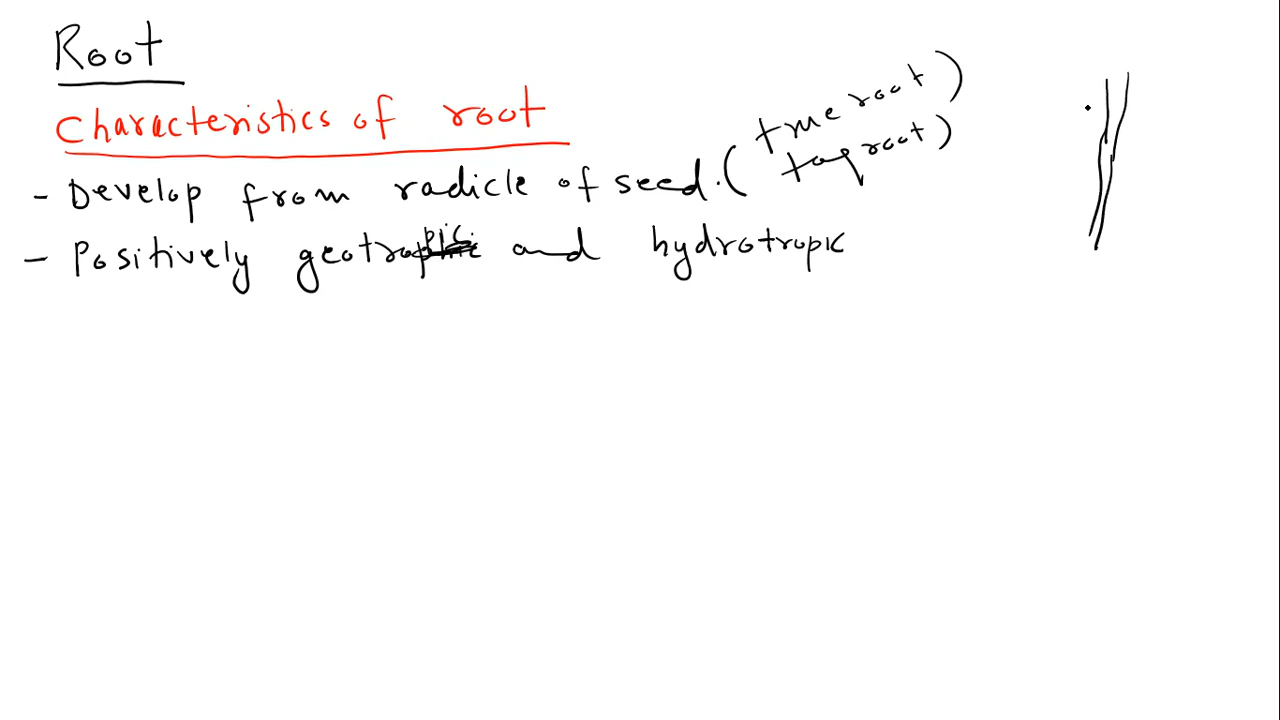 Root
Characteristics of root
- Develop from radicle of seed. (true root)
tap root)
- Positively geotropic and hydrotropic